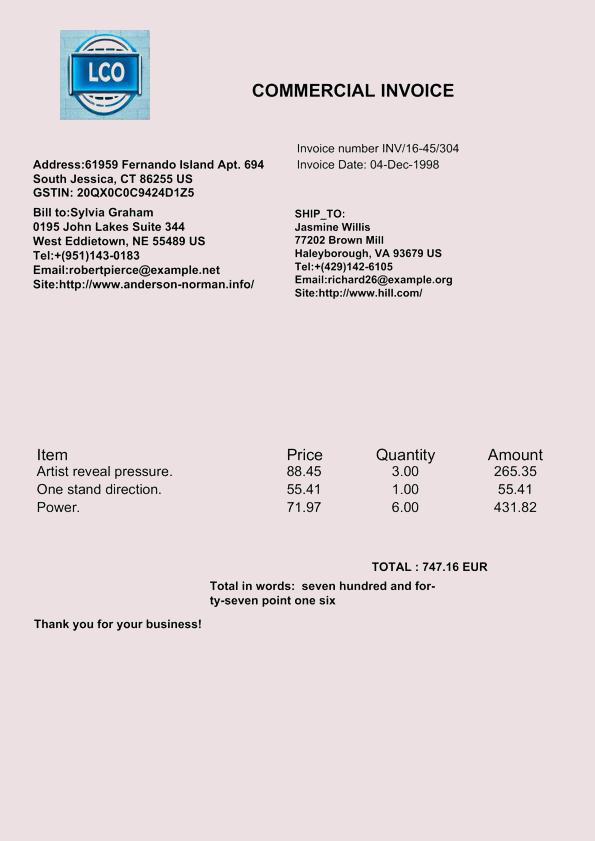 LCO
COMMERCIAL INVOICE
Invoice number INV/16-45/304
Invoice Date: 04-Dec-1998
Address:61959 Fernando Island Apt. 694
South Jessica, CT 86255 US
GSTIN: 20QX0C0C9424D1Z5
Bill to:Sylvia Graham
0195 John Lakes Suite 344
West Eddietown, NE 55489 US
Tel:+(951)143-0183
Email:robertpierce@example.net
Site:http://www.anderson-norman.info/
SHIP_TO:
Jasmine Willis
77202 Brown Mill
Haleyborough, VA 93679 US
Tel:+(429)142-6105
Email:richard26@example.org
Site:http://www.hill.com/
Item Price Quantity Amount
Artist reveal pressure. 88.45 3.00 265.35
One stand direction. 55.41 1.00 55.41
Power. 71.97 6.00 431.82
TOTAL : 747.16 EUR
Total in words: seven hundred and for-
ty-seven point one six
Thank you for your business!